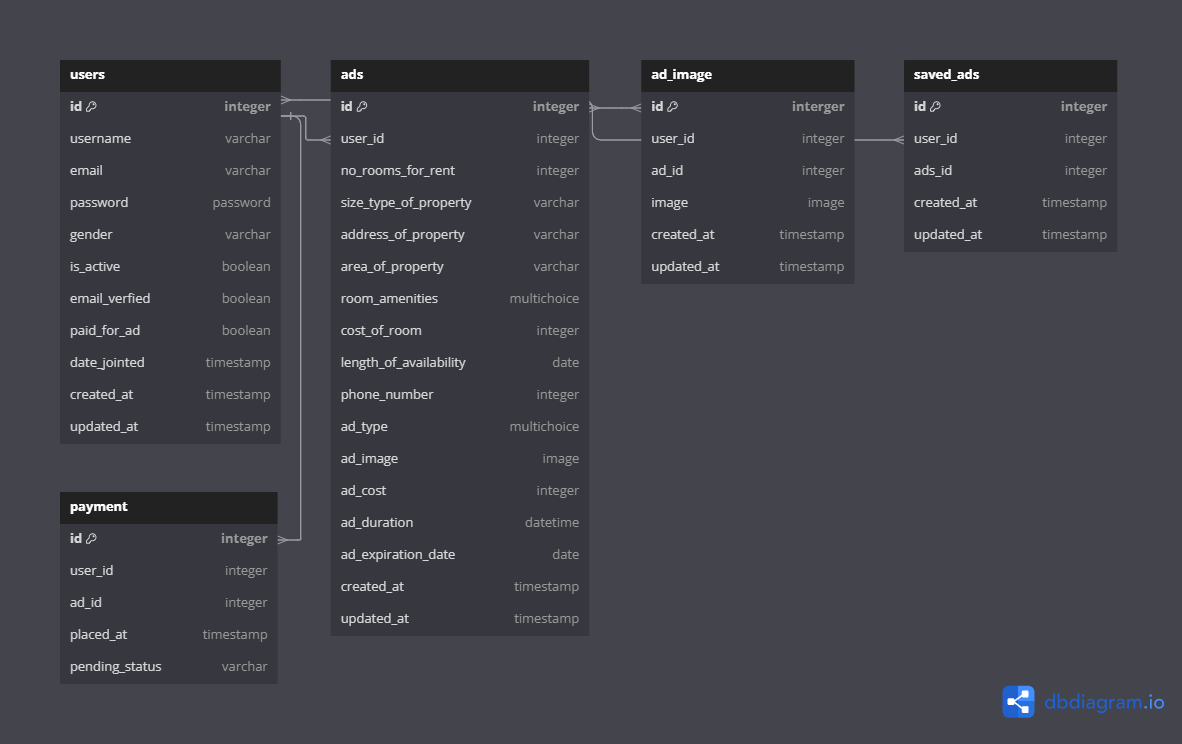 users
id integer
username varchar
email varchar
password password
gender varchar
is_active boolean
email_verfied boolean
paid_for_ad boolean
date_jointed timestamp
created_at timestamp
updated_at timestamp
payment
id integer
user_id integer
ad_id integer
placed_at timestamp
pending_status varchar
ads
id integer
user_id integer
no_rooms_for_rent integer
size_type_of_property varchar
address_of_property varchar
area_of_property varchar
room_amenities multichoice
cost_of_room integer
length_of_availability date
phone_number integer
ad_type multichoice
ad_image image
ad_cost integer
ad_duration datetime
ad_expiration_date date
created_at timestamp
updated_at timestamp
ad_image
id interger
user_id integer
ad_id integer
image image
created_at timestamp
updated_at timestamp
saved_ads
id integer
user_id integer
ads_id integer
created_at timestamp
updated_at timestamp
dbdiagram.io